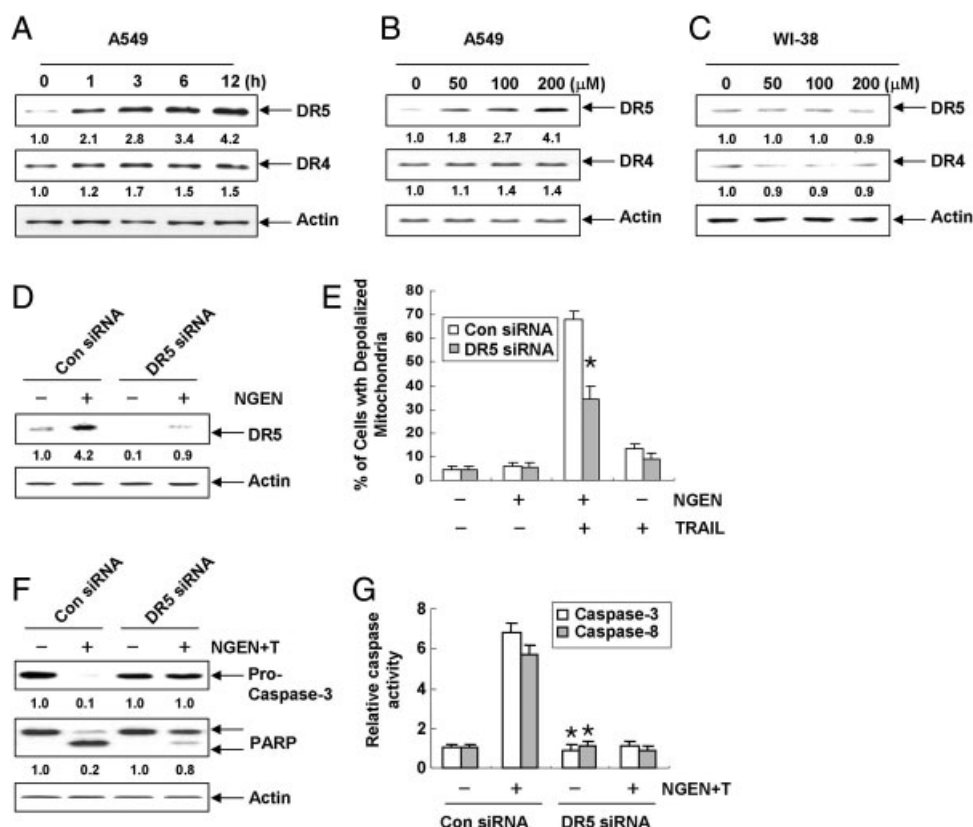 A
A549
0 1 3 6 12 (h)
DR5
1.0 2.1 2.8 3.4 4.2
DR4
1.0 1.2 1.7 1.5 1.5
Actin
B
A549
0 50 100 200 (μM)
DR5
1.0 1.8 2.7 4.1
DR4
1.0 1.1 1.4 1.4
Actin
C
WI-38
0 50 100 200 (μM)
DR5
1.0 1.0 1.0 0.9
DR4
1.0 0.9 0.9 0.9
Actin
D
Con siRNA DR5 siRNA
– + – + NGEN
DR5
1.0 4.2 0.1 0.9
Actin
E
% of Cells wth Depolalized
Mitochondria
80
70
60
50
40
30
20
10
0
Con siRNA
DR5 siRNA
*
– + + – NGEN
– – + + TRAIL
F
Con siRNA DR5 siRNA
– + – + NGEN+T
Pro-
Caspase-3
1.0 0.1 1.0 1.0
PARP
1.0 0.2 1.0 0.8
Actin
G
Relative caspase
activity
8
6
4
2
0
Caspase-3
Caspase-8
* *
– + – + NGEN+T
Con siRNA DR5 siRNA